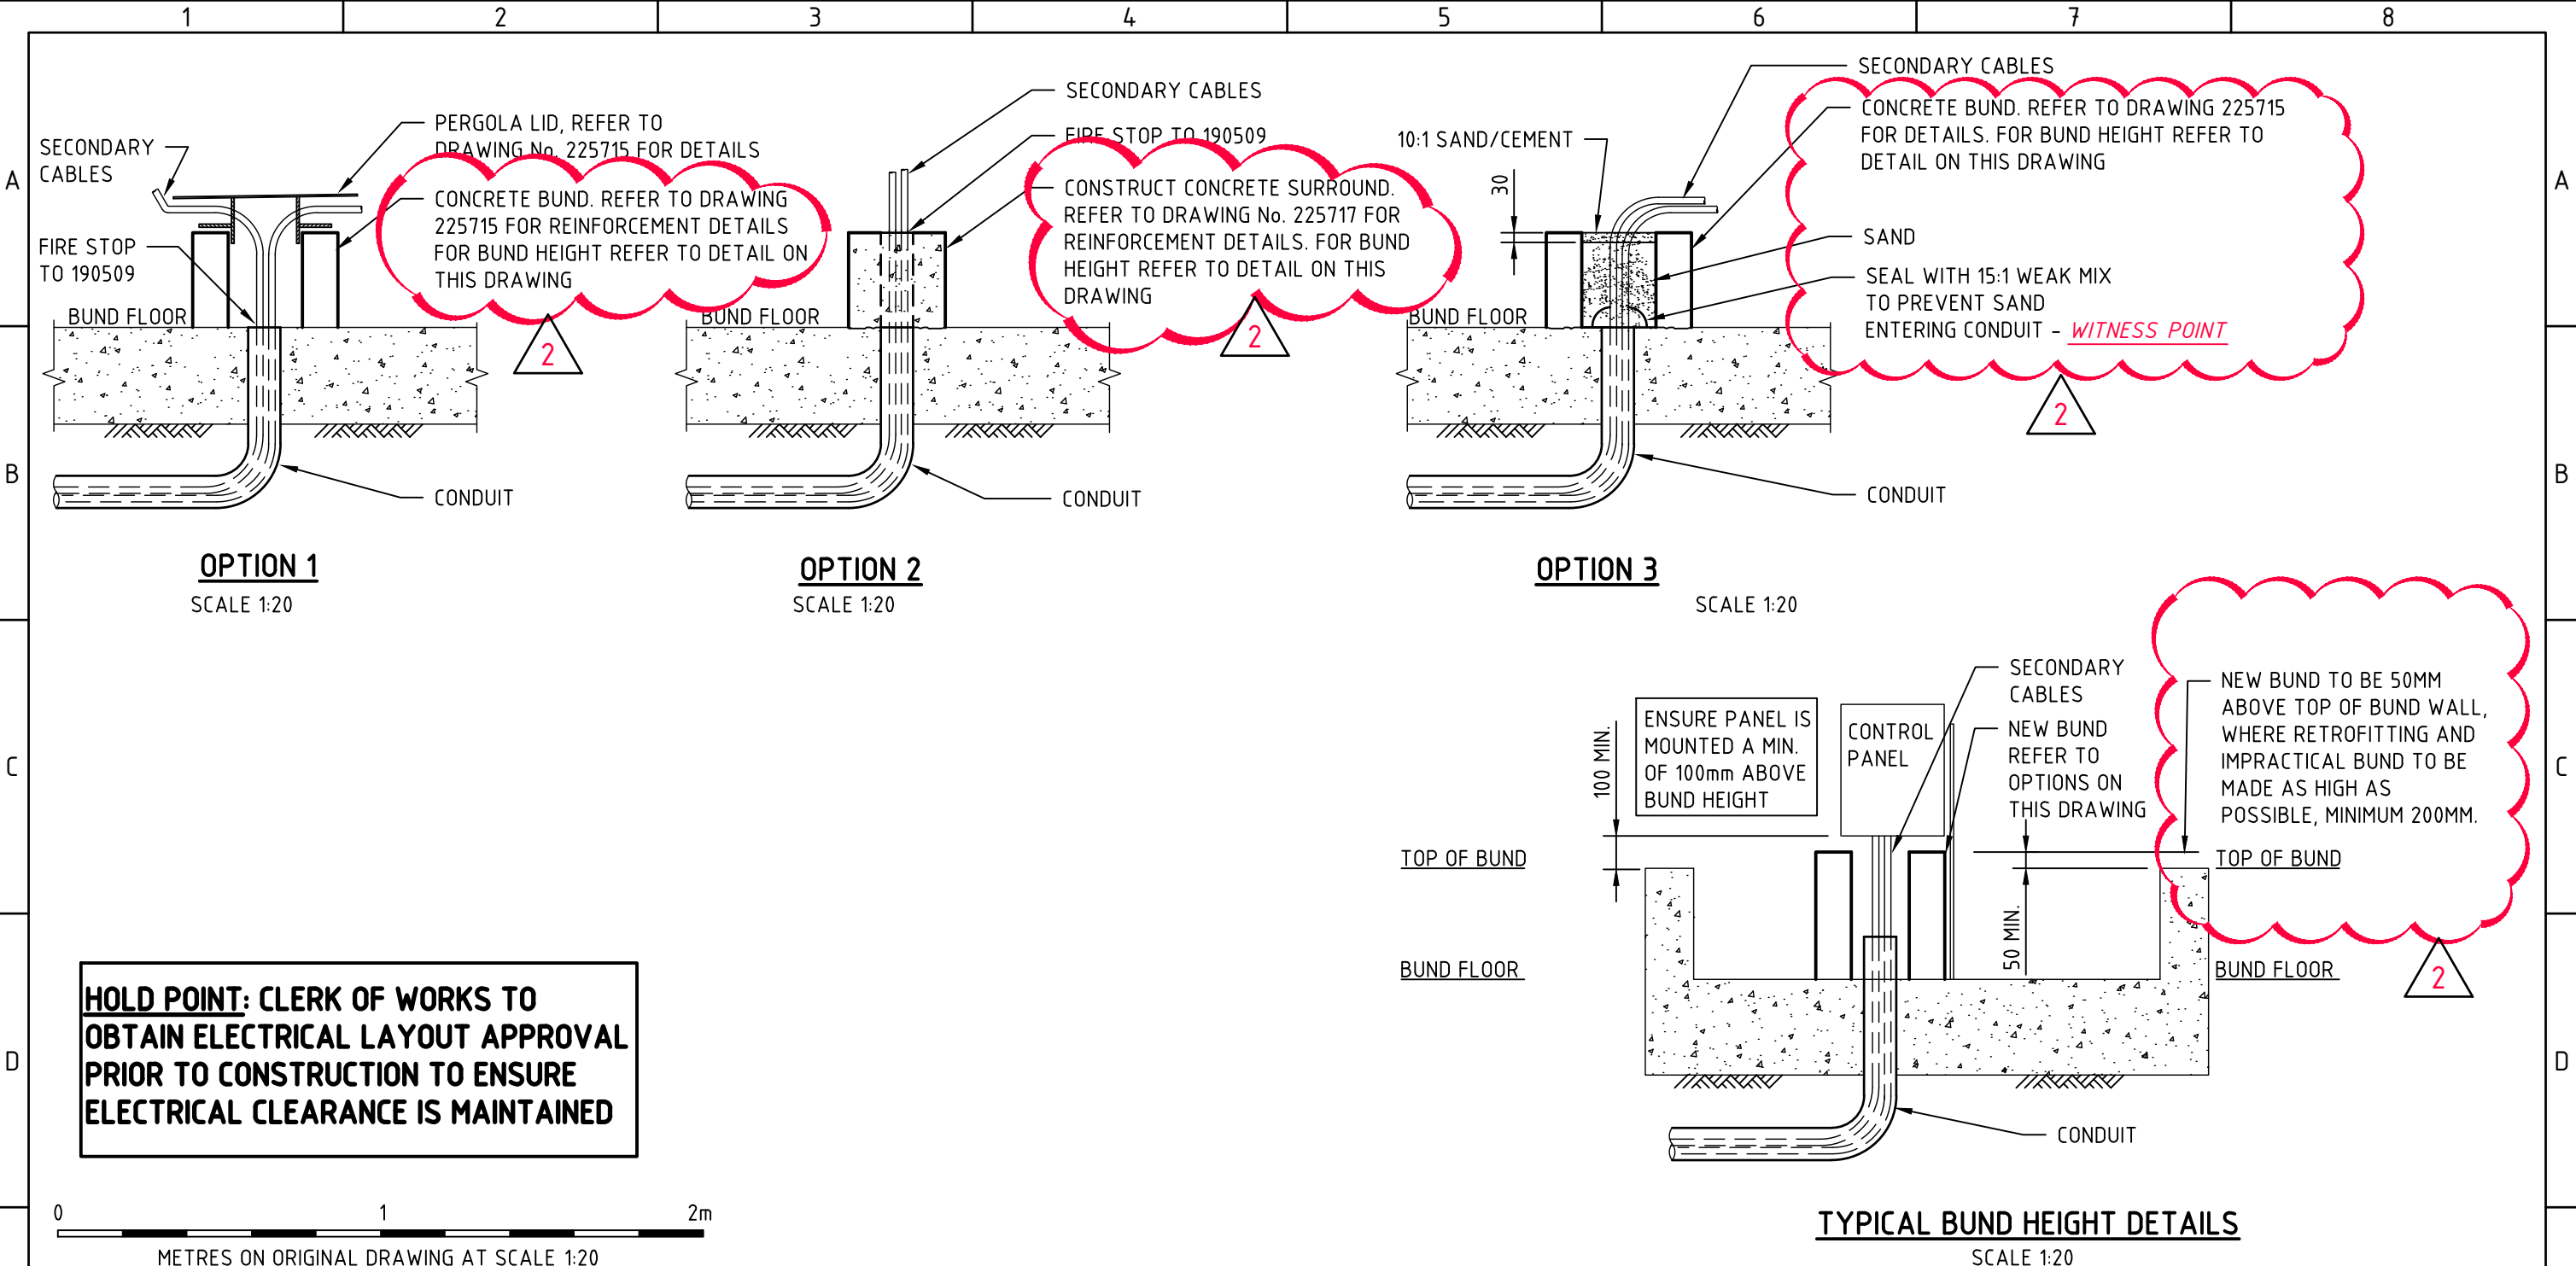 1 2 3 4 5 6 7 8
A
A
B
B
C
C
D
D
SECONDARY
CABLES
PERGOLA LID, REFER TO
DRAWING No. 225715 FOR DETAILS
CONCRETE BUND. REFER TO DRAWING
225715 FOR REINFORCEMENT DETAILS
FOR BUND HEIGHT REFER TO DETAIL ON
THIS DRAWING
2
FIRE STOP
TO 190509
BUND FLOOR
CONDUIT
OPTION 1
SCALE 1:20
SECONDARY CABLES
FIRE STOP TO 190509
CONSTRUCT CONCRETE SURROUND.
REFER TO DRAWING No. 225717 FOR
REINFORCEMENT DETAILS. FOR BUND
HEIGHT REFER TO DETAIL ON THIS
DRAWING
2
BUND FLOOR
CONDUIT
OPTION 2
SCALE 1:20
SECONDARY CABLES
CONCRETE BUND. REFER TO DRAWING 225715
FOR DETAILS. FOR BUND HEIGHT REFER TO
DETAIL ON THIS DRAWING
10:1 SAND/CEMENT
30
SAND
SEAL WITH 15:1 WEAK MIX
TO PREVENT SAND
ENTERING CONDUIT - WITNESS POINT
2
BUND FLOOR
CONDUIT
OPTION 3
SCALE 1:20
HOLD POINT: CLERK OF WORKS TO
OBTAIN ELECTRICAL LAYOUT APPROVAL
PRIOR TO CONSTRUCTION TO ENSURE
ELECTRICAL CLEARANCE IS MAINTAINED
0 1 2m
METRES ON ORIGINAL DRAWING AT SCALE 1:20
100 MIN.
ENSURE PANEL IS
MOUNTED A MIN.
OF 100mm ABOVE
BUND HEIGHT
CONTROL
PANEL
SECONDARY
CABLES
NEW BUND
REFER TO
OPTIONS ON
THIS DRAWING
NEW BUND TO BE 50MM
ABOVE TOP OF BUND WALL,
WHERE RETROFITTING AND
IMPRACTICAL BUND TO BE
MADE AS HIGH AS
POSSIBLE, MINIMUM 200MM.
TOP OF BUND
TOP OF BUND
50 MIN.
BUND FLOOR
BUND FLOOR
2
CONDUIT
TYPICAL BUND HEIGHT DETAILS
SCALE 1:20